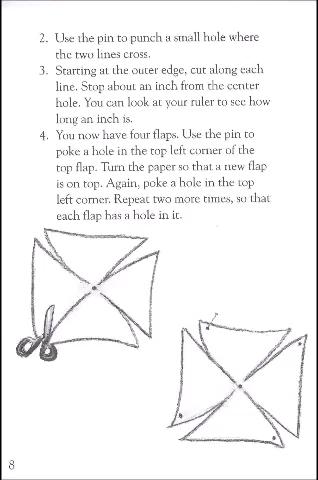 2. Use the pin to punch a small hole where
the two lines cross.
3. Starting at the outer edge, cut along each
line. Stop about an inch from the center
hole. You can look at your ruler to see how
long an inch is.
4. You now have four flaps. Use the pin to
poke a hole in the top left corner of the
top flap. Turn the paper so that a new flap
is on top. Again, poke a hole in the top
left corner. Repeat two more times, so that
each flap has a hole in it.
8